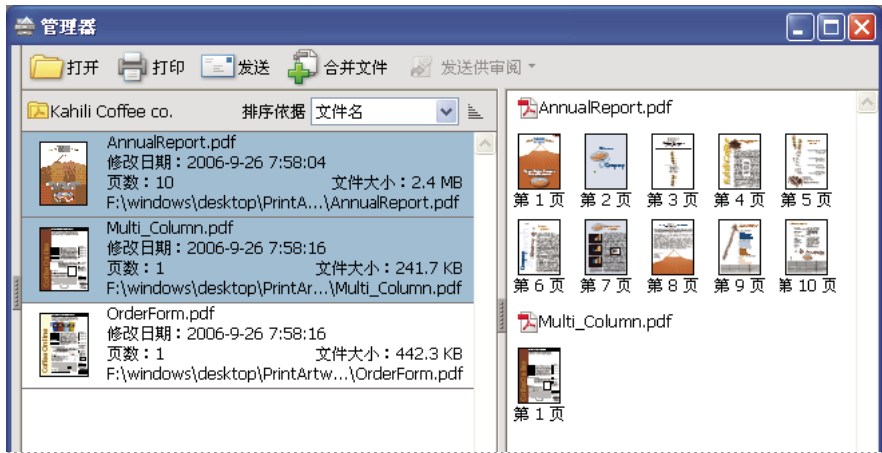 管理器
打开 打印 发送 合并文件 发送供审阅
Kahili Coffee co. 排序依据 文件名
AnnualReport.pdf
修改日期：2006-9-26 7:58:04
页数：10 文件大小：2.4 MB
F:\windows\desktop\PrintA...\AnnualReport.pdf
Multi_Column.pdf
修改日期：2006-9-26 7:58:16
页数：1 文件大小：241.7 KB
F:\windows\desktop\PrintAr...\Multi_Column.pdf
OrderForm.pdf
修改日期：2006-9-26 7:58:16
页数：1 文件大小：442.3 KB
F:\windows\desktop\PrintArtw...\OrderForm.pdf
AnnualReport.pdf
第 1 页 第 2 页 第 3 页 第 4 页 第 5 页
第 6 页 第 7 页 第 8 页 第 9 页 第 10 页
Multi_Column.pdf
第 1 页